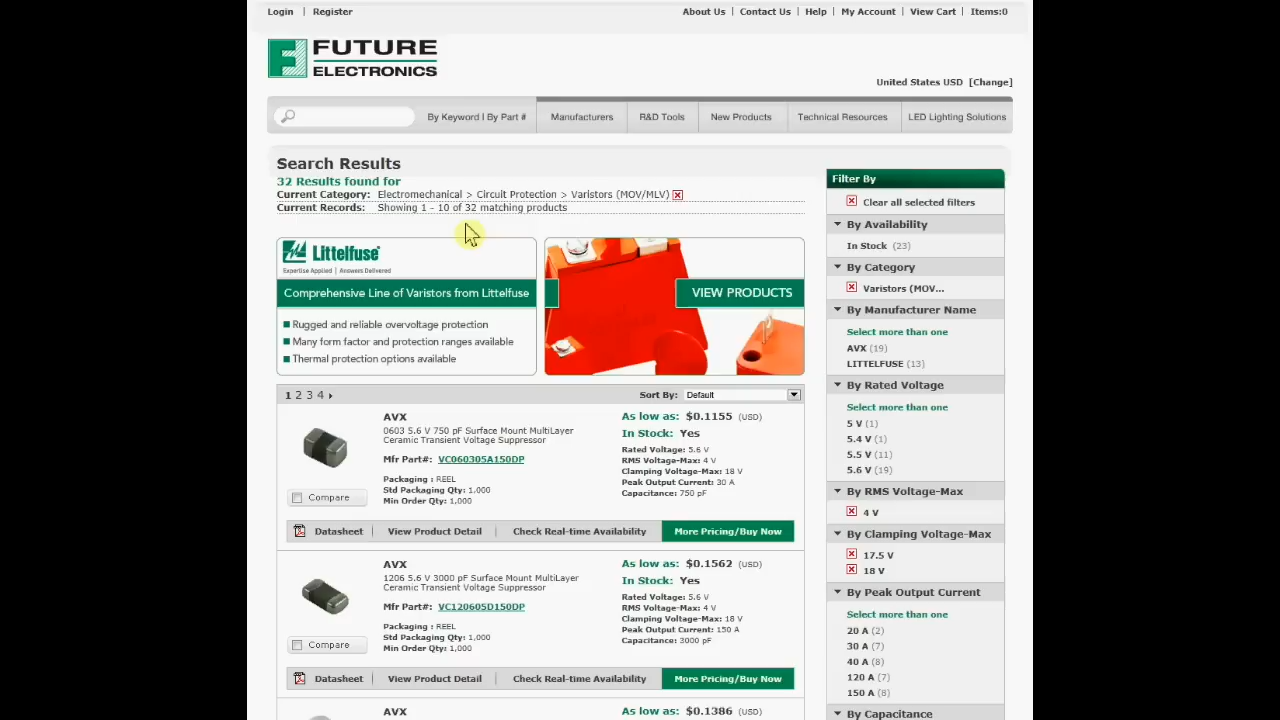 Login | Register
About Us | Contact Us | Help | My Account | View Cart | Items:0
FUTURE
ELECTRONICS
United States USD [Change]
By Keyword | By Part #
Manufacturers
R&D Tools
New Products
Technical Resources
LED Lighting Solutions
Search Results
32 Results found for
Current Category: Electromechanical > Circuit Protection > Varistors (MOV/MLV)
Current Records: Showing 1 - 10 of 32 matching products
Littelfuse
Expertise Applied | Answers Delivered
Comprehensive Line of Varistors from Littelfuse
Rugged and reliable overvoltage protection
Many form factor and protection ranges available
Thermal protection options available
VIEW PRODUCTS
1 2 3 4
Sort By: Default
AVX
0603 5.6 V 750 pF Surface Mount MultiLayer
Ceramic Transient Voltage Suppressor
Mfr Part#: VC060305A150DP
Packaging : REEL
Std Packaging Qty: 1,000
Min Order Qty: 1,000
Compare
As low as: $0.1155 (USD)
In Stock: Yes
Rated Voltage: 5.6 V
RMS Voltage-Max: 4 V
Clamping Voltage-Max: 18 V
Peak Output Current: 30 A
Capacitance: 750 pF
Datasheet | View Product Detail | Check Real-time Availability
More Pricing/Buy Now
AVX
1206 5.6 V 3000 pF Surface Mount MultiLayer
Ceramic Transient Voltage Suppressor
Mfr Part#: VC120605D150DP
Packaging : REEL
Std Packaging Qty: 1,000
Min Order Qty: 1,000
Compare
As low as: $0.1562 (USD)
In Stock: Yes
Rated Voltage: 5.6 V
RMS Voltage-Max: 4 V
Clamping Voltage-Max: 18 V
Peak Output Current: 150 A
Capacitance: 3000 pF
Datasheet | View Product Detail | Check Real-time Availability
More Pricing/Buy Now
AVX
As low as: $0.1386 (USD)
Filter By
Clear all selected filters
By Availability
In Stock (23)
By Category
Varistors (MOV...
By Manufacturer Name
Select more than one
AVX (19)
LITTELFUSE (13)
By Rated Voltage
Select more than one
5 V (1)
5.4 V (1)
5.5 V (11)
5.6 V (19)
By RMS Voltage-Max
4 V
By Clamping Voltage-Max
17.5 V
18 V
By Peak Output Current
Select more than one
20 A (2)
30 A (7)
40 A (8)
120 A (7)
150 A (8)
By Capacitance